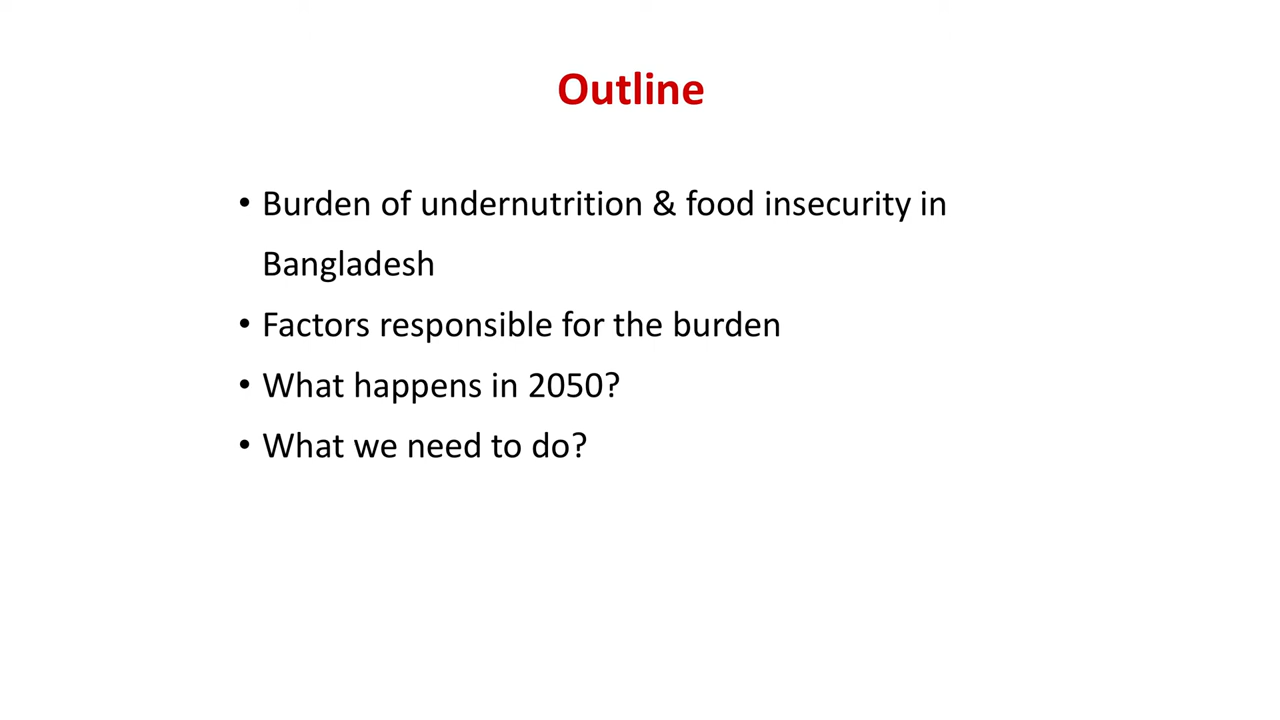 Outline
• Burden of undernutrition & food insecurity in
Bangladesh
• Factors responsible for the burden
• What happens in 2050?
• What we need to do?